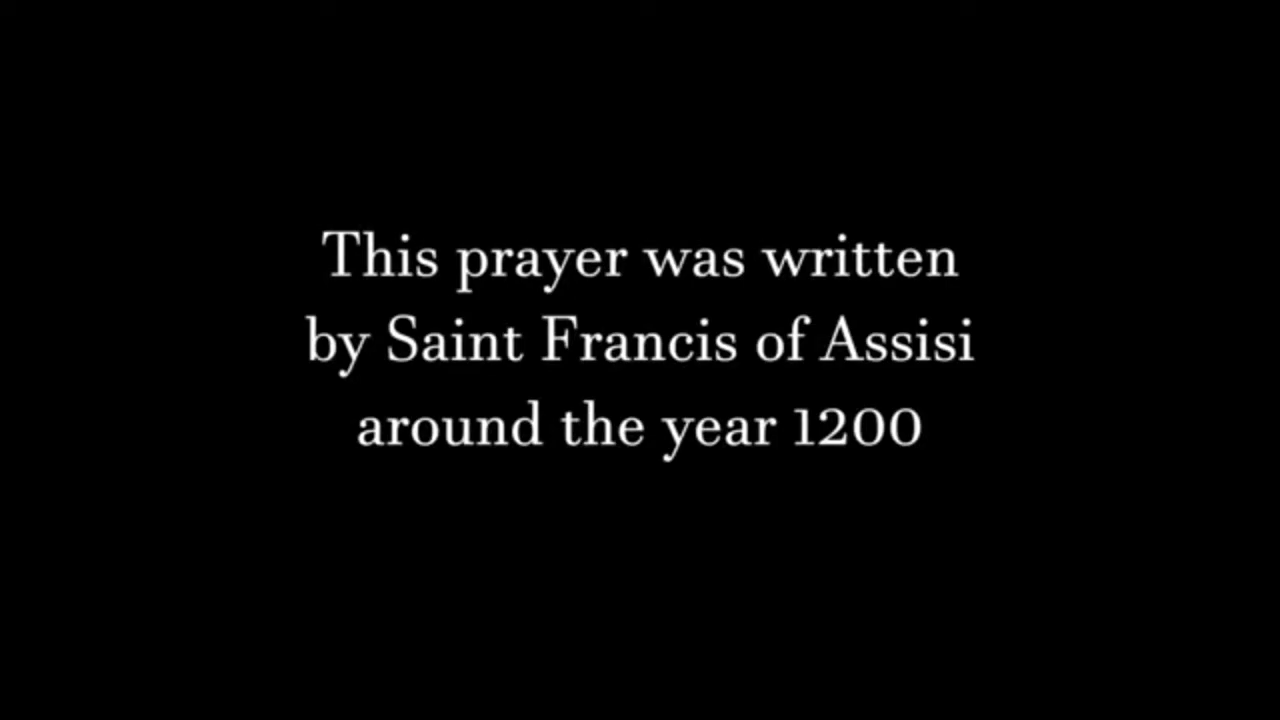 This prayer was written
by Saint Francis of Assisi
around the year 1200